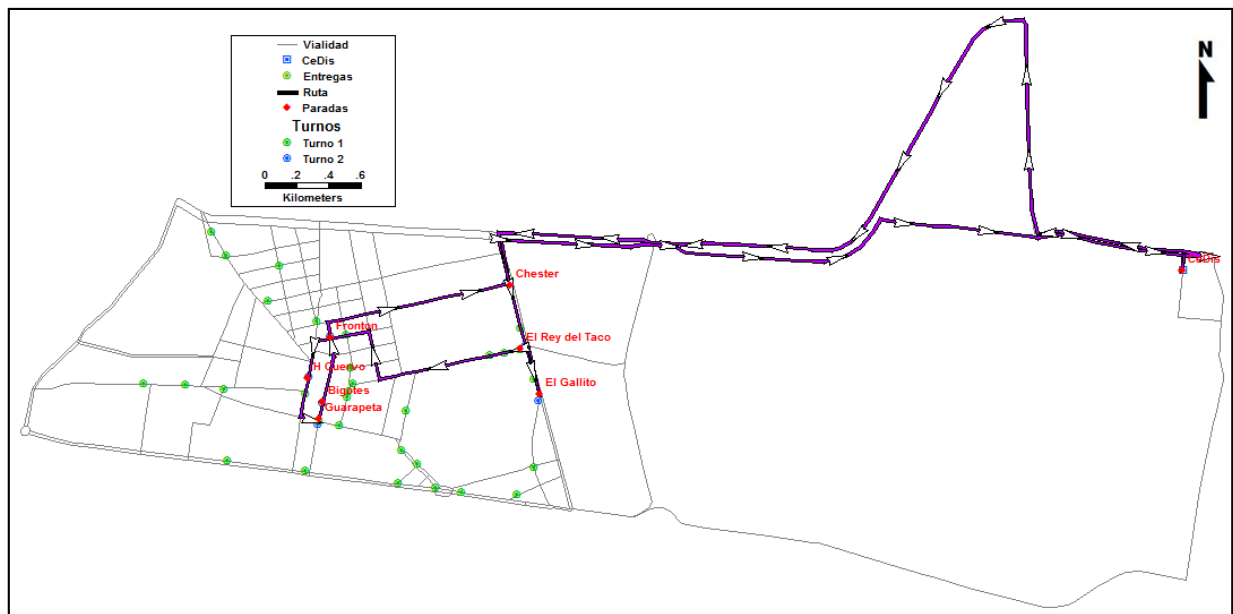 Vialidad
CeDis
Entregas
Ruta
Paradas
Turnos
Turno 1
Turno 2
0 .2 .4 .6
Kilometers
N
CeDis
Chester
Fronton
El Rey del Taco
H Cuervo
El Gallito
Bigotes
Guarapeta